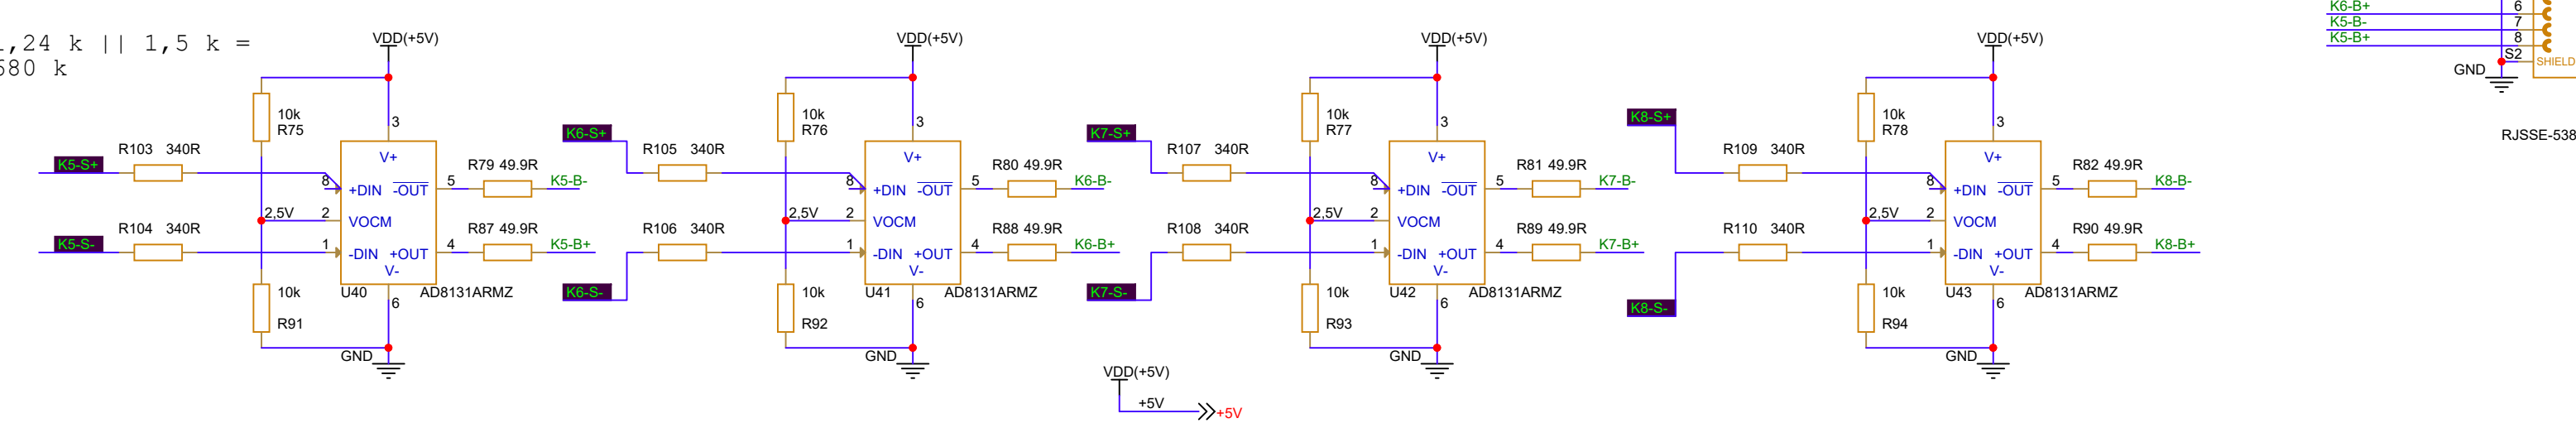 ,24 k || 1,5 k =
680 k
VDD(+5V)
10k
R75
3
V+
R103 340R
K5-S+
8
+DIN -OUT
5
R79 49.9R
K5-B-
2,5V
2
VOCM
R104 340R
K5-S-
1
-DIN +OUT
V-
4
R87 49.9R
K5-B+
10k
R91
U40
AD8131ARMZ
6
GND
VDD(+5V)
10k
R76
3
V+
K6-S+
R105 340R
8
+DIN -OUT
5
R80 49.9R
K6-B-
2,5V
2
VOCM
R106 340R
K6-S-
1
-DIN +OUT
V-
4
R88 49.9R
K6-B+
10k
R92
U41
AD8131ARMZ
6
GND
VDD(+5V)
10k
R77
3
V+
K7-S+
R107 340R
8
+DIN -OUT
5
R81 49.9R
K7-B-
2,5V
2
VOCM
R108 340R
K7-S-
1
-DIN +OUT
V-
4
R89 49.9R
K7-B+
10k
R93
U42
AD8131ARMZ
6
GND
VDD(+5V)
10k
R78
3
V+
K8-S+
R109 340R
8
+DIN -OUT
5
R82 49.9R
K8-B-
2,5V
2
VOCM
R110 340R
K8-S-
1
-DIN +OUT
V-
4
R90 49.9R
K8-B+
10k
R94
U43
AD8131ARMZ
6
GND
VDD(+5V)
+5V
+5V
K6-B+
6
K5-B-
7
K5-B+
8
S2
SHIELD
GND
RJSSE-538